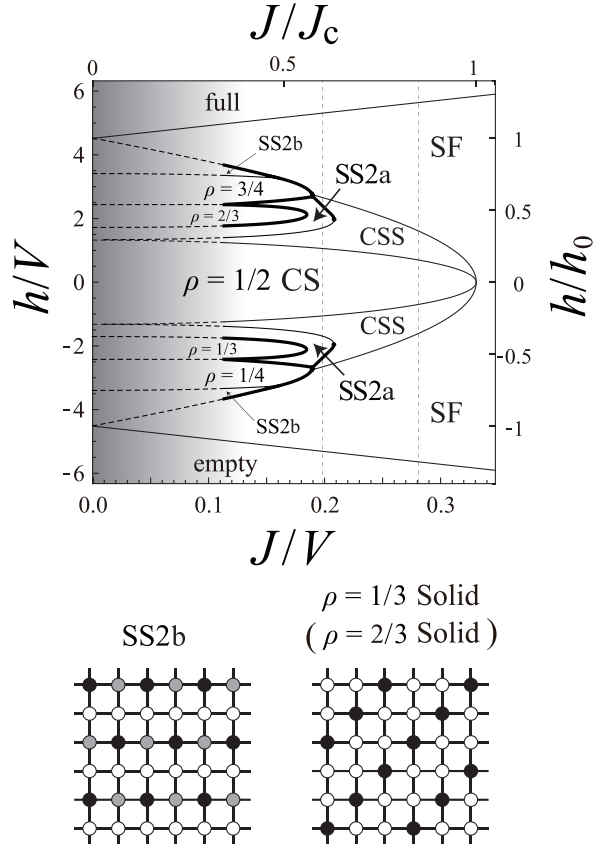 J/Jc
0 0.5 1
6
full
SS2b
SF
1
4
ρ = 3/4
SS2a
ρ = 2/3
0.5
2
CSS
h/V
0
ρ = 1/2 CS
0
h/h0
CSS
-2
ρ = 1/3
-0.5
ρ = 1/4
SS2a
-4
SS2b
SF
-1
empty
-6
0.0 0.1 0.2 0.3
J/V
ρ = 1/3 Solid
SS2b
( ρ = 2/3 Solid )